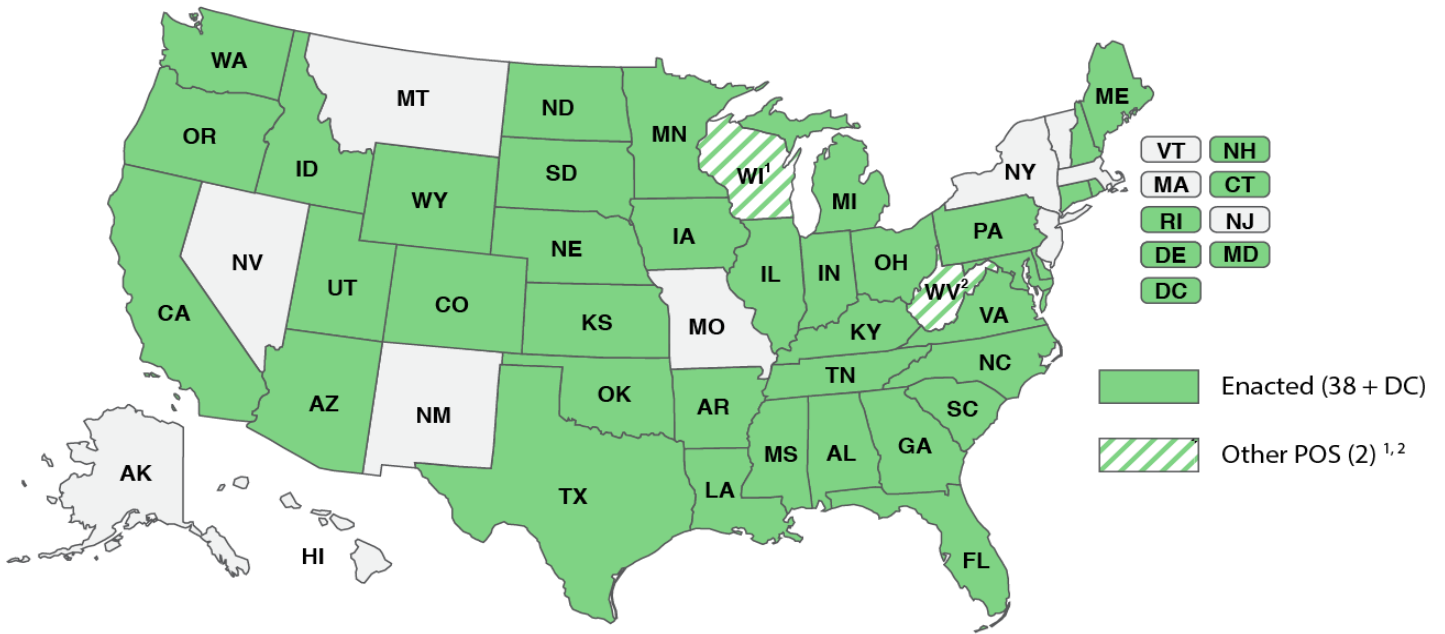 WA
MT
ND
MN
ME
OR
ID
SD
WI¹
NY
VT
NH
MA
CT
WY
MI
RI
NJ
IA
PA
NE
DE
MD
NV
UT
CO
IL
IN
OH
WV²
DC
CA
KS
MO
KY
VA
TN
NC
AZ
NM
OK
AR
SC
Enacted (38 + DC)
MS
AL
GA
Other POS (2) ¹,²
AK
TX
LA
HI
FL